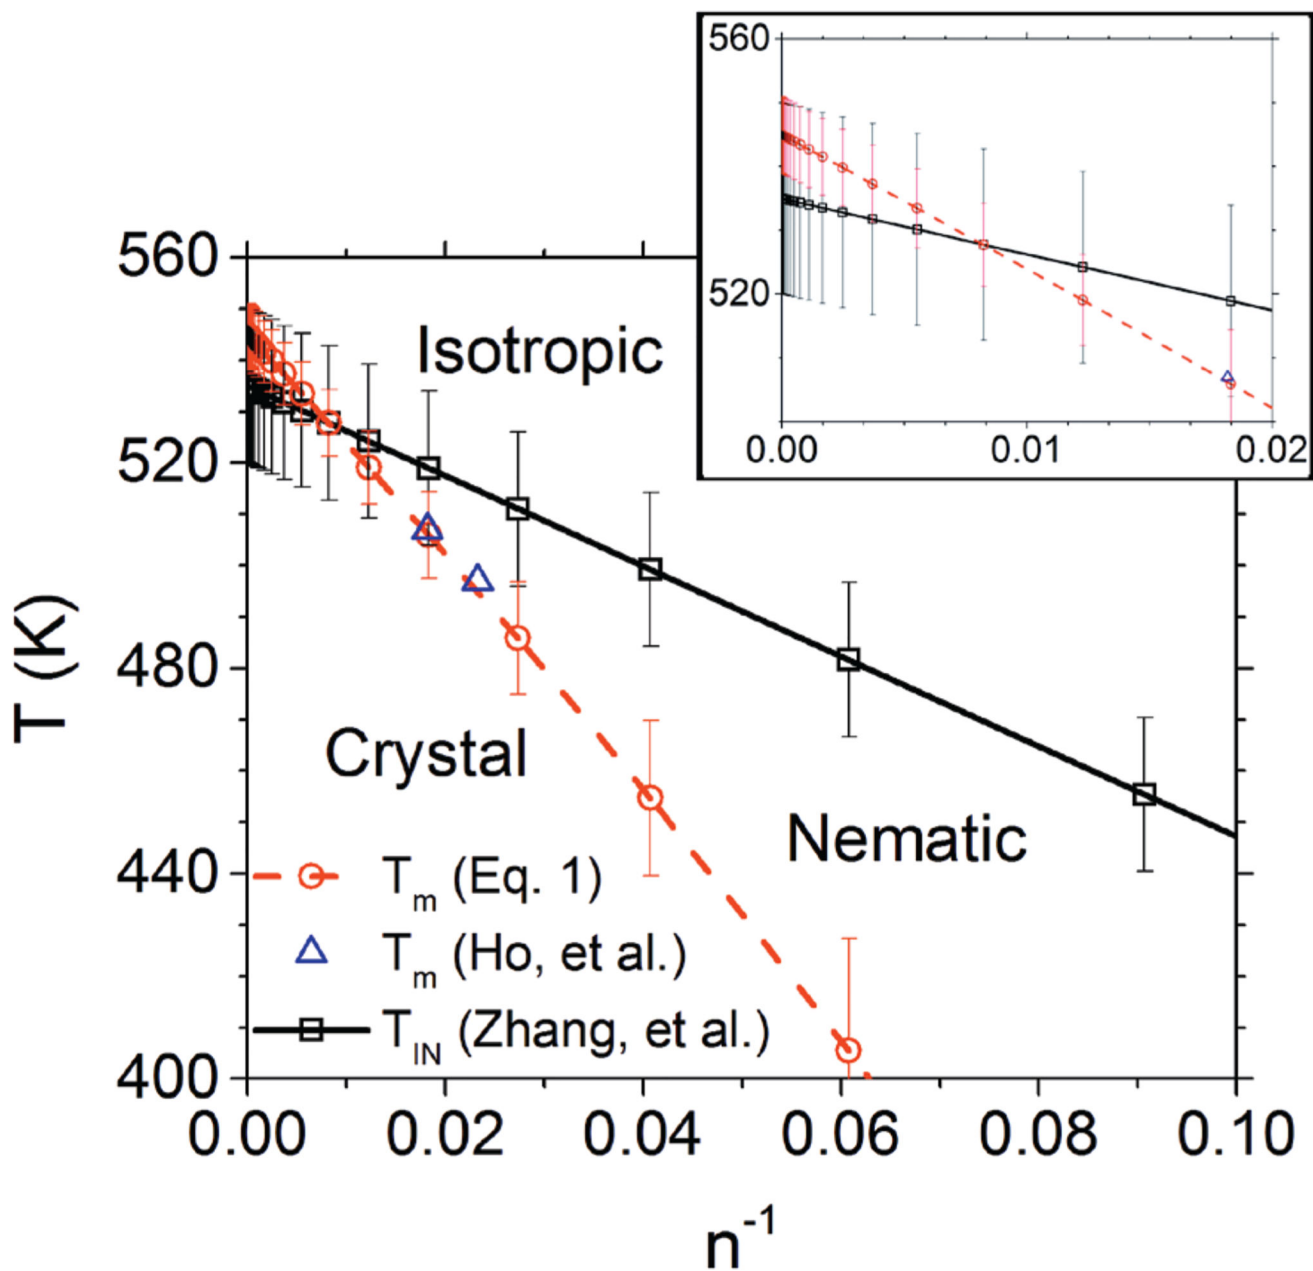 560
520
0.00 0.01 0.02
560
520
480
440
400
T (K)
Isotropic
Crystal
Nematic
Tm (Eq. 1)
Tm (Ho, et al.)
TIN (Zhang, et al.)
0.00 0.02 0.04 0.06 0.08 0.10
n-1